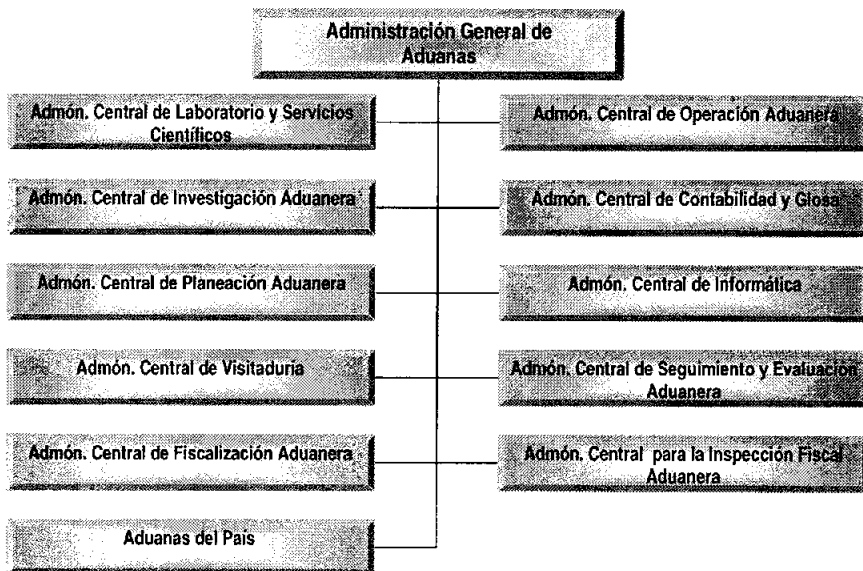 Administración General de
Aduanas
Admón. Central de Laboratorio y Servicios
Científicos
Admón. Central de Operación Aduanera
Admón. Central de Investigación Aduanera
Admón. Central de Contabilidad y Glosa
Admón. Central de Planeación Aduanera
Admón. Central de Informática
Admón. Central de Visitaduría
Admón. Central de Seguimiento y Evaluación
Aduanera
Admón. Central de Fiscalización Aduanera
Admón. Central para la Inspección Fiscal
Aduanera
Aduanas del País